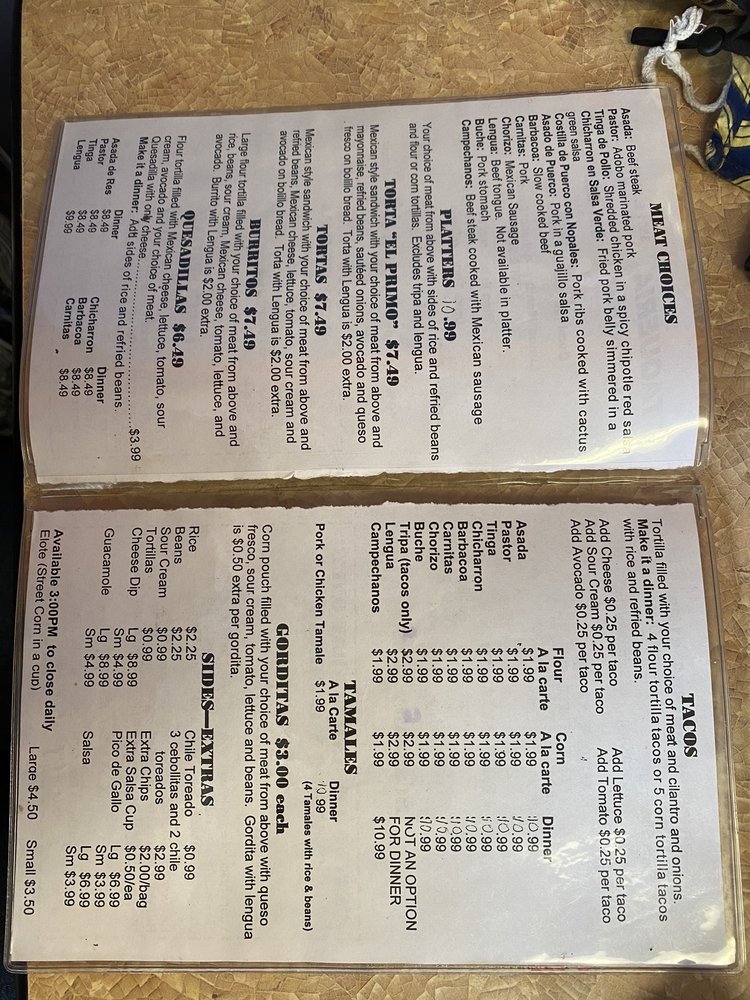 MEAT CHOICES
Asada: Beef steak
Pastor: Adobo marinated pork
Tinga de Pollo: Shredded chicken in a spicy chipotle red salsa
Chicharron en Salsa Verde: Fried pork belly simmered in a
green salsa
Costilla de Puerco con Nopales: Pork ribs cooked with cactus
Asado de Puerco: Pork in a guajillo salsa
Barbacoa: Slow cooked beef
Carnitas: Pork
Chorizo: Mexican Sausage
Lengua: Beef tongue. Not available in platter.
Buche: Pork stomach
Campechanos: Beef steak cooked with Mexican sausage
PLATTERS 10.99
Your choice of meat from above with sides of rice and refried beans
and flour or corn tortillas. Excludes tripa and lengua.
TORTA "EL PRIMO" $7.49
Mexican style sandwich with your choice of meat from above and
mayonnaise, refried beans, sautéed onions, avocado and queso
fresco on bolillo bread. Torta with Lengua is $2.00 extra.
TORTAS $7.49
Mexican style sandwich with your choice of meat from above and
refried beans, Mexican cheese, lettuce, tomato, sour cream and
avocado on bolillo bread. Torta with Lengua is $2.00 extra.
BURRITOS $7.49
Large flour tortilla filled with your choice of meat from above and
rice, beans, sour cream, Mexican cheese, tomato, lettuce, and
avocado. Burrito with Lengua is $2.00 extra.
QUESADILLAS $6.49
Flour tortilla filled with Mexican cheese, lettuce, tomato, sour
cream, avocado and your choice of meat.
Quesadilla with only cheese..................................$3.99
Make it a dinner: Add sides of rice and refried beans.
Dinner Dinner
Asada de Res $8.49 Chicharron $8.49
Pastor $8.49 Barbacoa $8.49
Tinga $8.49 Carnitas $8.49
Lengua $9.99
TACOS
Tortilla filled with your choice of meat and cilantro and onions.
Make it a dinner: 4 flour tortilla tacos or 5 corn tortilla tacos
with rice and refried beans.
Add Cheese $0.25 per taco Add Lettuce $0.25 per taco
Add Sour Cream $0.25 per taco Add Tomato $0.25 per taco
Add Avocado $0.25 per taco
Flour Corn Dinner
A la carte A la carte
Asada $1.99 $1.99 10.99
Pastor $1.99 $1.99 10.99
Tinga $1.99 $1.99 10.99
Chicharron $1.99 $1.99 10.99
Barbacoa $1.99 $1.99 10.99
Carnitas $1.99 $1.99 10.99
Chorizo $1.99 $1.99 10.99
Buche $1.99 $1.99 10.99
Tripa (tacos only) $2.99 $2.99 NOT AN OPTION
Lengua $2.99 $2.99 FOR DINNER
Campechanos $1.99 $1.99 $10.99
TAMALES
A la Carte Dinner
Pork or Chicken Tamale $1.99 10.99
(4 Tamales with rice & beans)
GORDITAS $3.00 each
Corn pouch filled with your choice of meat from above with queso
fresco, sour cream, tomato, lettuce and beans. Gordita with lengua
is $0.50 extra per gordita.
SIDES—EXTRAS
Rice $2.25 Chile Toreado $0.99
Beans $2.25 3 cebollitas and 2 chile
Sour Cream $0.99 toreados $2.99
Tortillas $0.99 Extra Chips $2.00/bag
Cheese Dip Lg $8.99 Extra Salsa Cup $0.50/ea
Sm $4.99 Pico de Gallo Lg $6.99
Guacamole Lg $8.99 Sm $3.99
Sm $4.99 Salsa Lg $6.99
Sm $3.99
Available 3:00PM to close daily
Elote (Street Corn in a cup) Large $4.50 Small $3.50